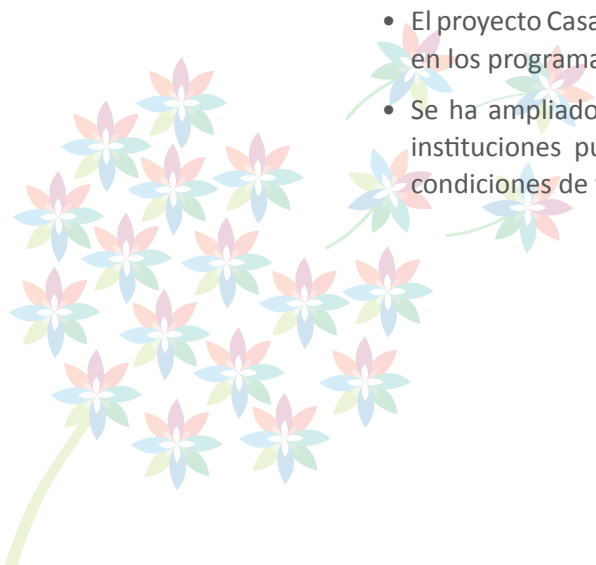 • El proyecto Casa
en los programa
• Se ha ampliado
instituciones pu
condiciones de